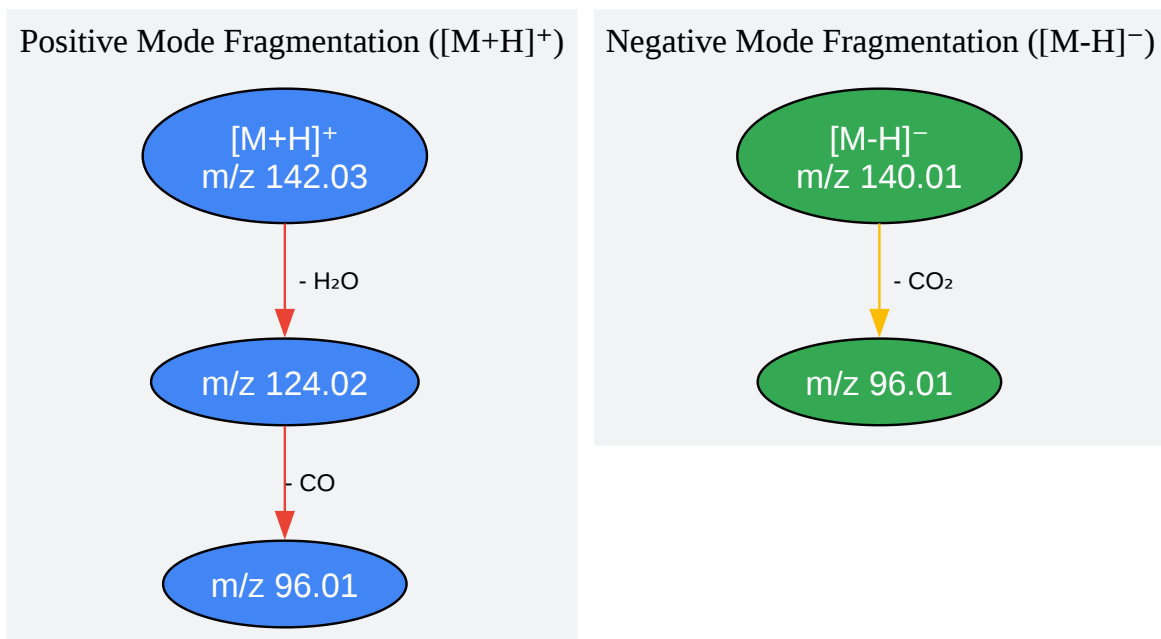 Positive Mode Fragmentation ([M+H]⁺)
[M+H]⁺
m/z 142.03
- H₂O
m/z 124.02
- CO
m/z 96.01
Negative Mode Fragmentation ([M-H]⁻)
[M-H]⁻
m/z 140.01
- CO₂
m/z 96.01